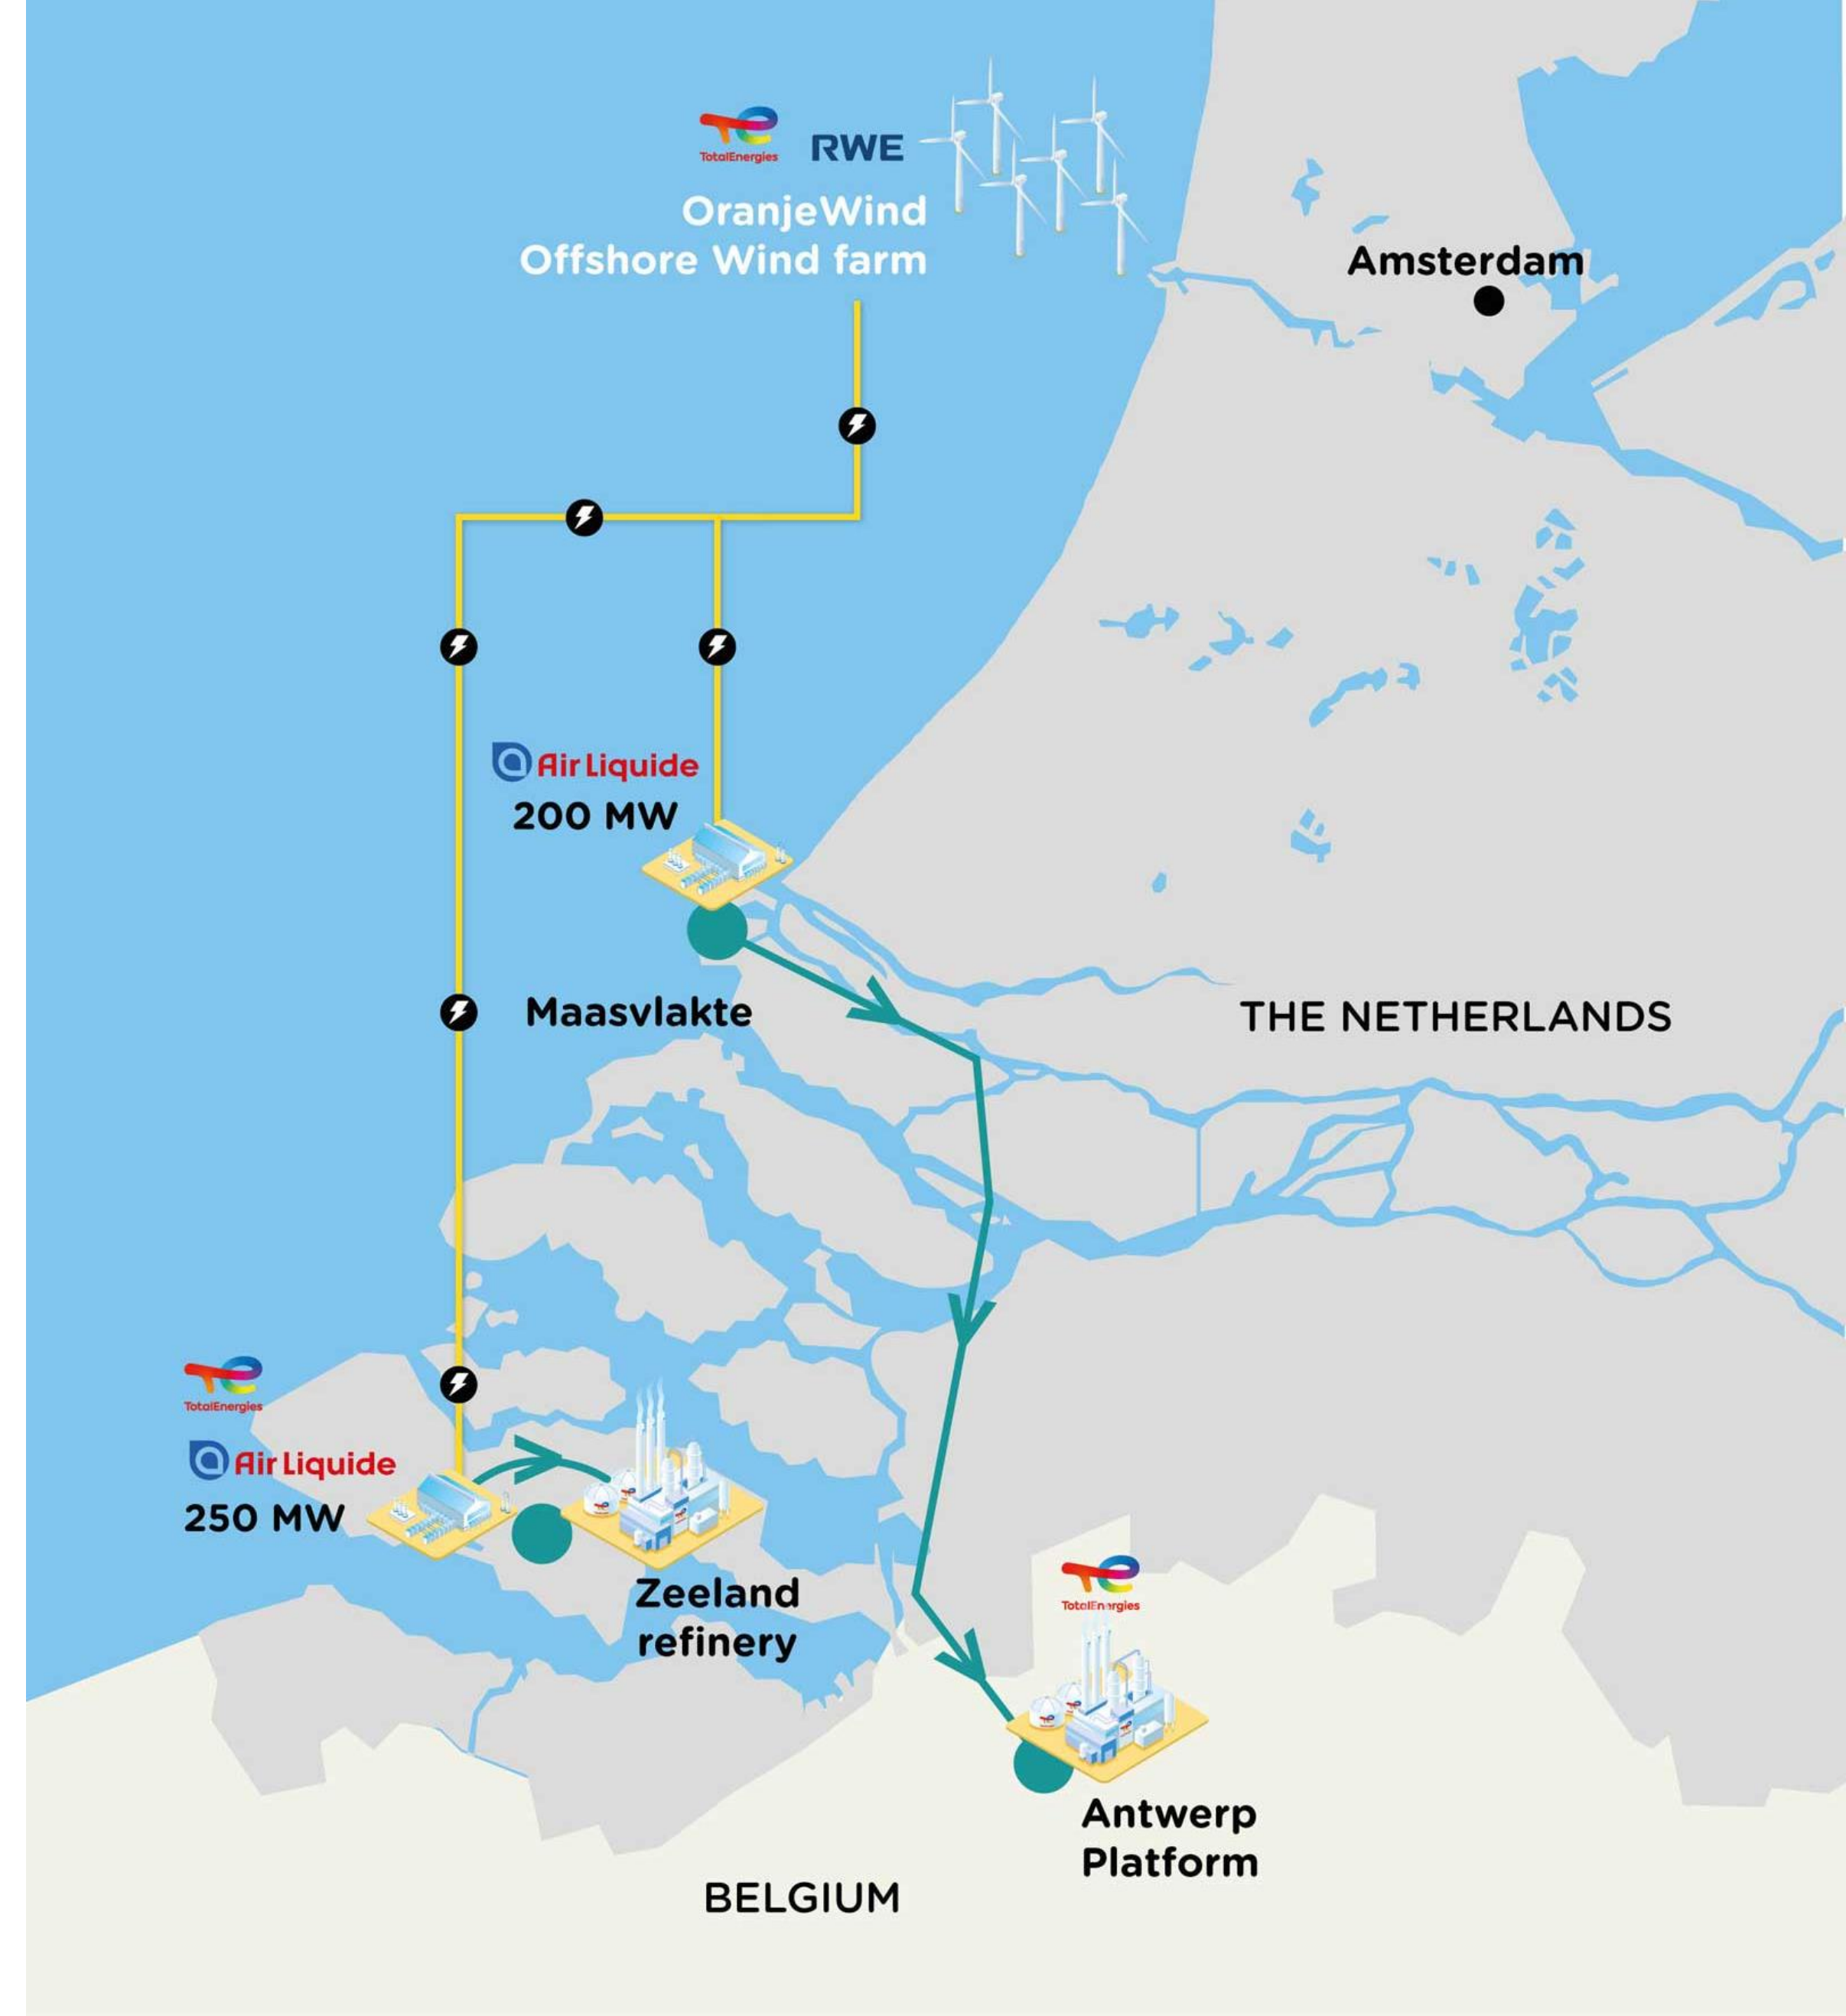 TotalEnergies
RWE
OranjeWind
Offshore Wind farm
Amsterdam
Air Liquide
200 MW
Maasvlakte
THE NETHERLANDS
TotalEnergies
Air Liquide
250 MW
Zeeland
refinery
TotalEnergies
Antwerp
Platform
BELGIUM